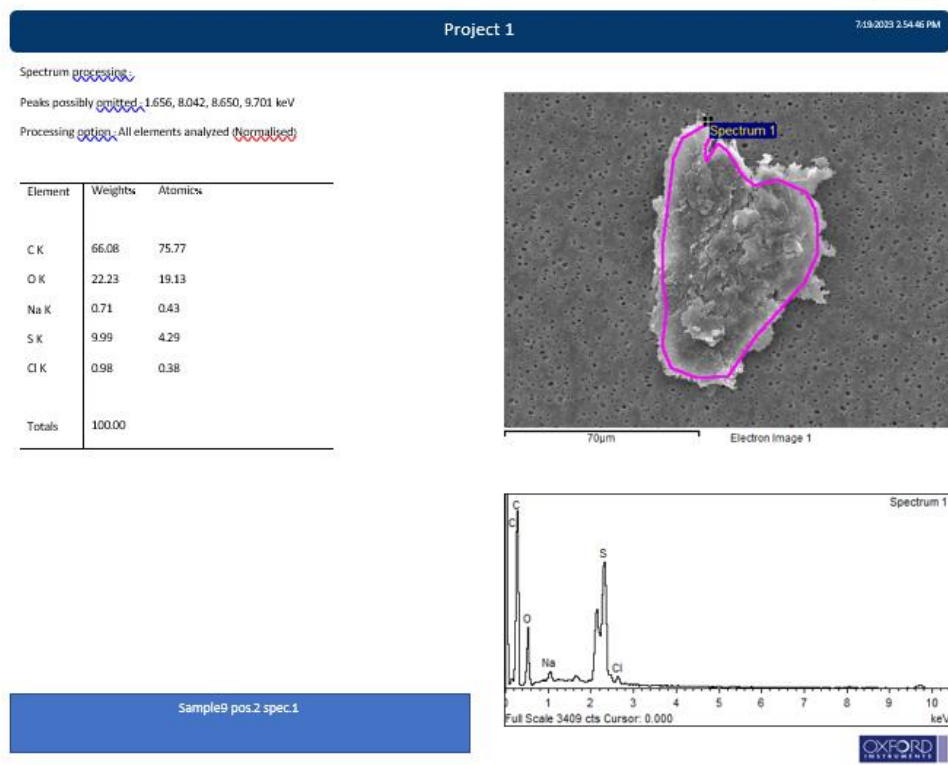 Project 1
7/19/2023 2:54:46 PM
Spectrum processing :
Peaks possibly omitted : 1.656, 8.042, 8.650, 9.701 keV
Processing option : All elements analyzed (Normalised)
Element Weight% Atomic%
C K 66.08 75.77
O K 22.23 19.13
Na K 0.71 0.43
S K 9.99 4.29
Cl K 0.98 0.38
Totals 100.00
Spectrum 1
70µm Electron Image 1
Spectrum 1
C
C
O
Na
S
Cl
1 2 3 4 5 6 7 8 9 10
Full Scale 3409 cts Cursor: 0.000 keV
Sample9 pos.2 spec.1
OXFORD
INSTRUMENTS